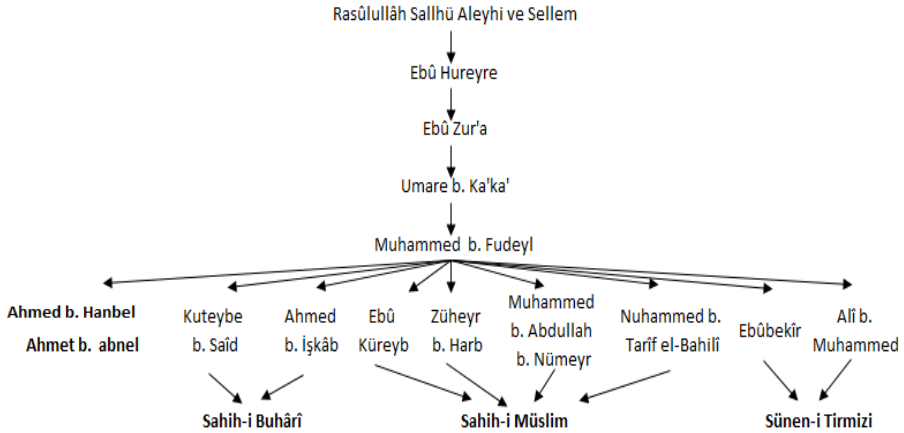 Rasûlullâh Sallhü Aleyhi ve Sellem
Ebû Hureyre
Ebû Zur'a
Umare b. Ka'ka'
Muhammed b. Fudeyl
Ahmed b. Hanbel
Ahmet b. abnel
Kuteybe
b. Saîd
Ahmed
b. İşkâb
Ebû
Küreyb
Züheyr
b. Harb
Muhammed
b. Abdullah
b. Nümeyr
Nuhammed b.
Tarîf el-Bahilî
Ebûbekîr
Alî b.
Muhammed
Sahih-i Buhârî
Sahih-i Müslim
Sünen-i Tirmizi